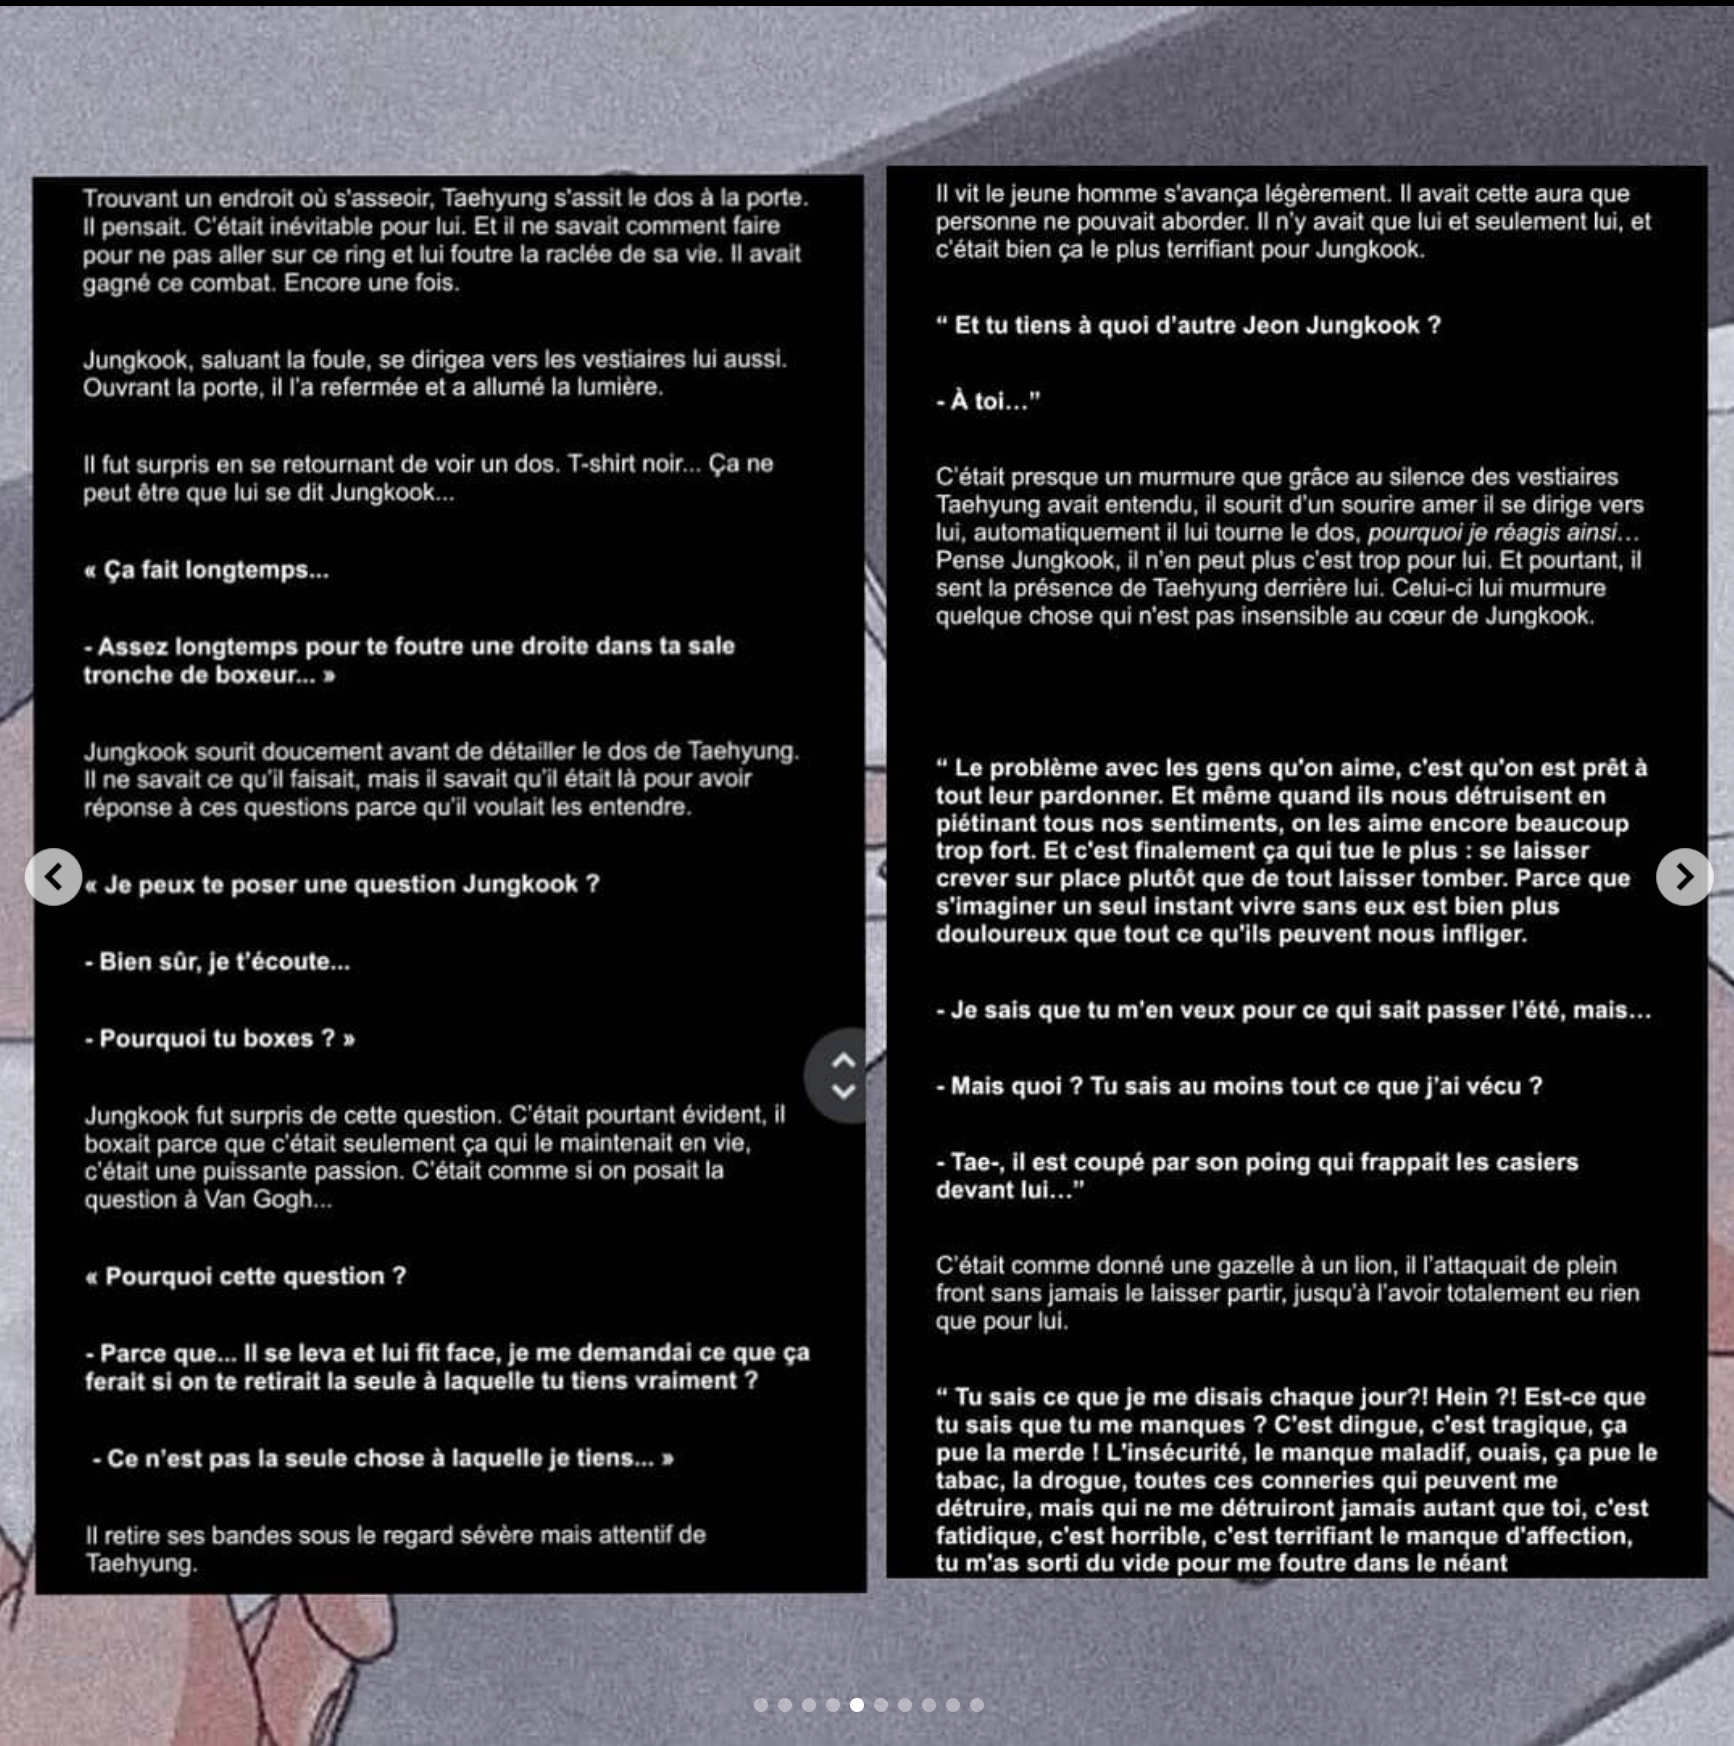 Trouvant un endroit où s'asseoir, Taehyung s'assit le dos à la porte.
Il pensait. C'était inévitable pour lui. Et il ne savait comment faire
pour ne pas aller sur ce ring et lui foutre la raclée de sa vie. Il avait
gagné ce combat. Encore une fois.
Jungkook, saluant la foule, se dirigea vers les vestiaires lui aussi.
Ouvrant la porte, il l'a refermée et a allumé la lumière.
Il fut surpris en se retournant de voir un dos. T-shirt noir... Ça ne
peut être que lui se dit Jungkook...
« Ça fait longtemps...
- Assez longtemps pour te foutre une droite dans ta sale
tronche de boxeur... »
Jungkook sourit doucement avant de détailler le dos de Taehyung.
Il ne savait ce qu'il faisait, mais il savait qu'il était là pour avoir
réponse à ces questions parce qu'il voulait les entendre.
« Je peux te poser une question Jungkook ?
- Bien sûr, je t'écoute...
- Pourquoi tu boxes ? »
Jungkook fut surpris de cette question. C'était pourtant évident, il
boxait parce que c'était seulement ça qui le maintenait en vie,
c'était une puissante passion. C'était comme si on posait la
question à Van Gogh...
« Pourquoi cette question ?
- Parce que... Il se leva et lui fit face, je me demandai ce que ça
ferait si on te retirait la seule à laquelle tu tiens vraiment ?
- Ce n'est pas la seule chose à laquelle je tiens... »
Il retire ses bandes sous le regard sévère mais attentif de
Taehyung.
Il vit le jeune homme s'avança légèrement. Il avait cette aura que
personne ne pouvait aborder. Il n'y avait que lui et seulement lui, et
c'était bien ça le plus terrifiant pour Jungkook.
“ Et tu tiens à quoi d'autre Jeon Jungkook ?
- À toi…”
C'était presque un murmure que grâce au silence des vestiaires
Taehyung avait entendu, il sourit d'un sourire amer il se dirige vers
lui, automatiquement il lui tourne le dos, pourquoi je réagis ainsi…
Pense Jungkook, il n'en peut plus c'est trop pour lui. Et pourtant, il
sent la présence de Taehyung derrière lui. Celui-ci lui murmure
quelque chose qui n'est pas insensible au cœur de Jungkook.
“ Le problème avec les gens qu'on aime, c'est qu'on est prêt à
tout leur pardonner. Et même quand ils nous détruisent en
piétinant tous nos sentiments, on les aime encore beaucoup
trop fort. Et c'est finalement ça qui tue le plus : se laisser
crever sur place plutôt que de tout laisser tomber. Parce que
s'imaginer un seul instant vivre sans eux est bien plus
douloureux que tout ce qu'ils peuvent nous infliger.
- Je sais que tu m'en veux pour ce qui sait passer l'été, mais…
- Mais quoi ? Tu sais au moins tout ce que j'ai vécu ?
- Tae-, il est coupé par son poing qui frappait les casiers
devant lui…”
C'était comme donné une gazelle à un lion, il l'attaquait de plein
front sans jamais le laisser partir, jusqu'à l'avoir totalement eu rien
que pour lui.
“ Tu sais ce que je me disais chaque jour?! Hein ?! Est-ce que
tu sais que tu me manques ? C'est dingue, c'est tragique, ça
pue la merde ! L'insécurité, le manque maladif, ouais, ça pue le
tabac, la drogue, toutes ces conneries qui peuvent me
détruire, mais qui ne me détruiront jamais autant que toi, c'est
fatidique, c'est horrible, c'est terrifiant le manque d'affection,
tu m'as sorti du vide pour me foutre dans le néant